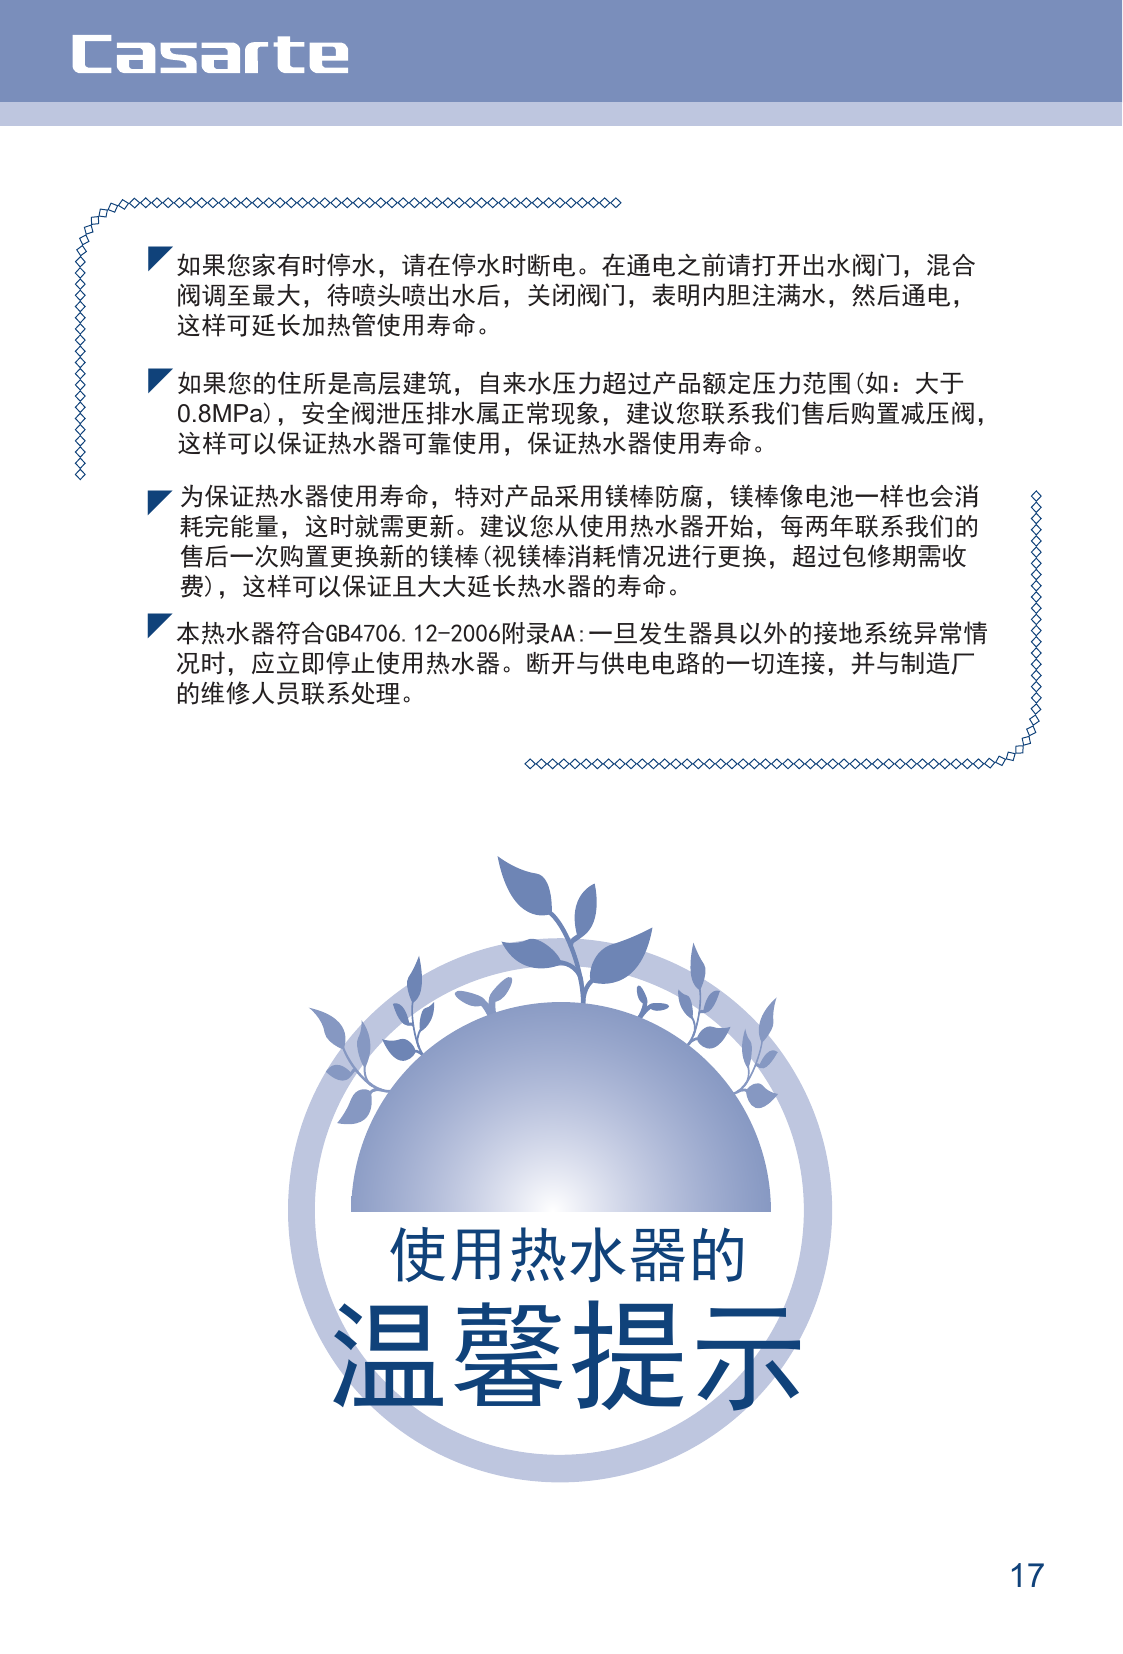 Casarte
如果您家有时停水，请在停水时断电。在通电之前请打开出水阀门，混合
阀调至最大，待喷头喷出水后，关闭阀门，表明内胆注满水，然后通电，
这样可延长加热管使用寿命。
如果您的住所是高层建筑，自来水压力超过产品额定压力范围(如：大于
0.8MPa)，安全阀泄压排水属正常现象，建议您联系我们售后购置减压阀，
这样可以保证热水器可靠使用，保证热水器使用寿命。
为保证热水器使用寿命，特对产品采用镁棒防腐，镁棒像电池一样也会消
耗完能量，这时就需更新。建议您从使用热水器开始，每两年联系我们的
售后一次购置更换新的镁棒(视镁棒消耗情况进行更换，超过包修期需收
费)，这样可以保证且大大延长热水器的寿命。
本热水器符合GB4706.12-2006附录AA:一旦发生器具以外的接地系统异常情
况时，应立即停止使用热水器。断开与供电电路的一切连接，并与制造厂
的维修人员联系处理。
使用热水器的
温馨提示
17